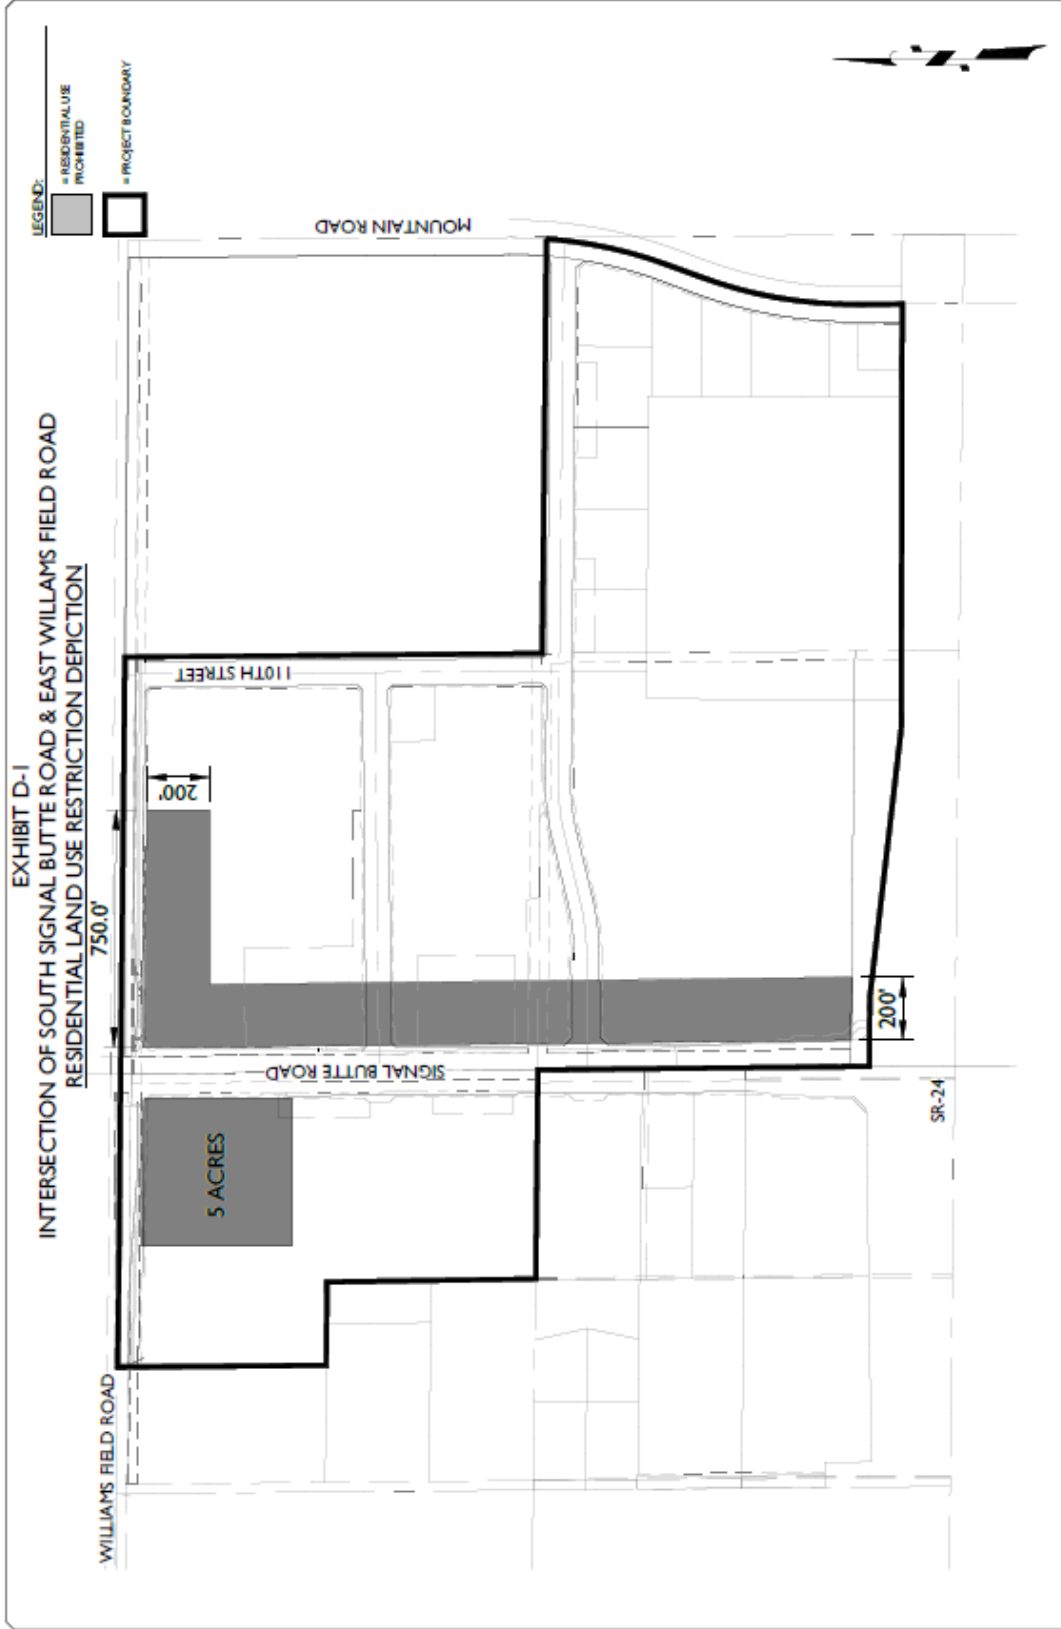 EXHIBIT D-1
INTERSECTION OF SOUTH SIGNAL BUTTE ROAD & EAST WILLAMS FIELD ROAD
RESIDENTIAL LAND USE RESTRICTION DEPICTION
LEGEND:
= RESIDENTIAL USE
PROHIBITED
= PROJECT BOUNDARY
WILLIAMS FIELD ROAD
750.0'
200'
5 ACRES
SIGNAL BUTTE ROAD
110TH STREET
MOUNTAIN ROAD
200'
SR-24